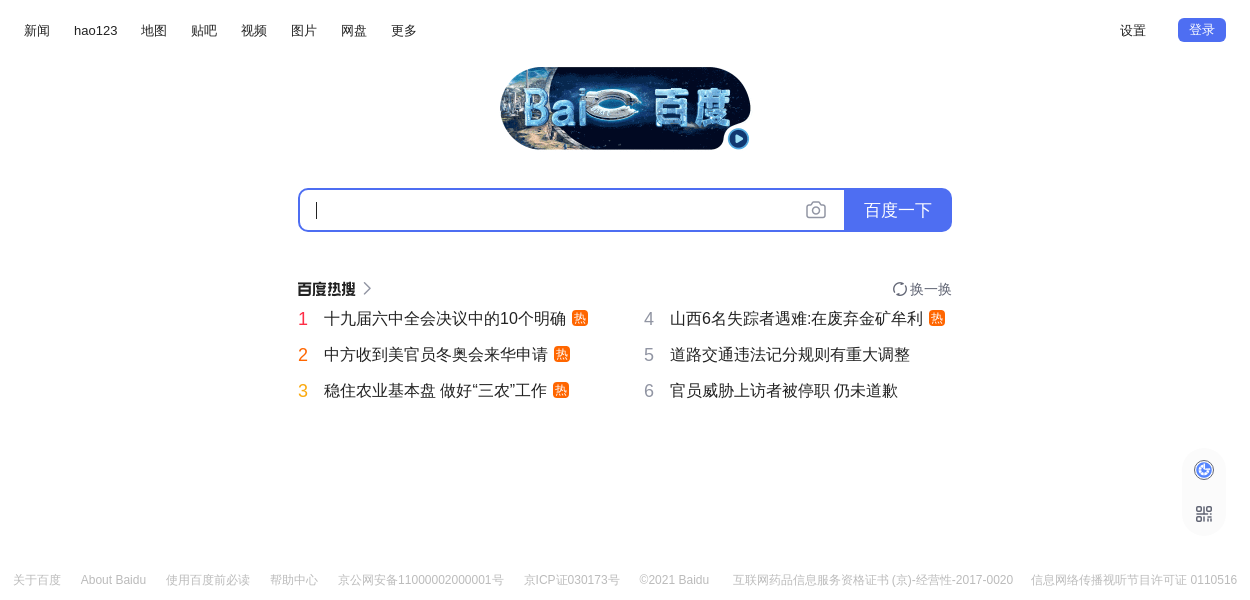 新闻 hao123 地图 贴吧 视频 图片 网盘 更多 设置 登录
Bai 百度
百度一下
百度热搜 换一换
1 十九届六中全会决议中的10个明确 热
4 山西6名失踪者遇难:在废弃金矿牟利 热
2 中方收到美官员冬奥会来华申请 热
5 道路交通违法记分规则有重大调整
3 稳住农业基本盘 做好“三农”工作 热
6 官员威胁上访者被停职 仍未道歉
关于百度 About Baidu 使用百度前必读 帮助中心 京公网安备11000002000001号 京ICP证030173号 ©2021 Baidu 互联网药品信息服务资格证书 (京)-经营性-2017-0020 信息网络传播视听节目许可证 0110516